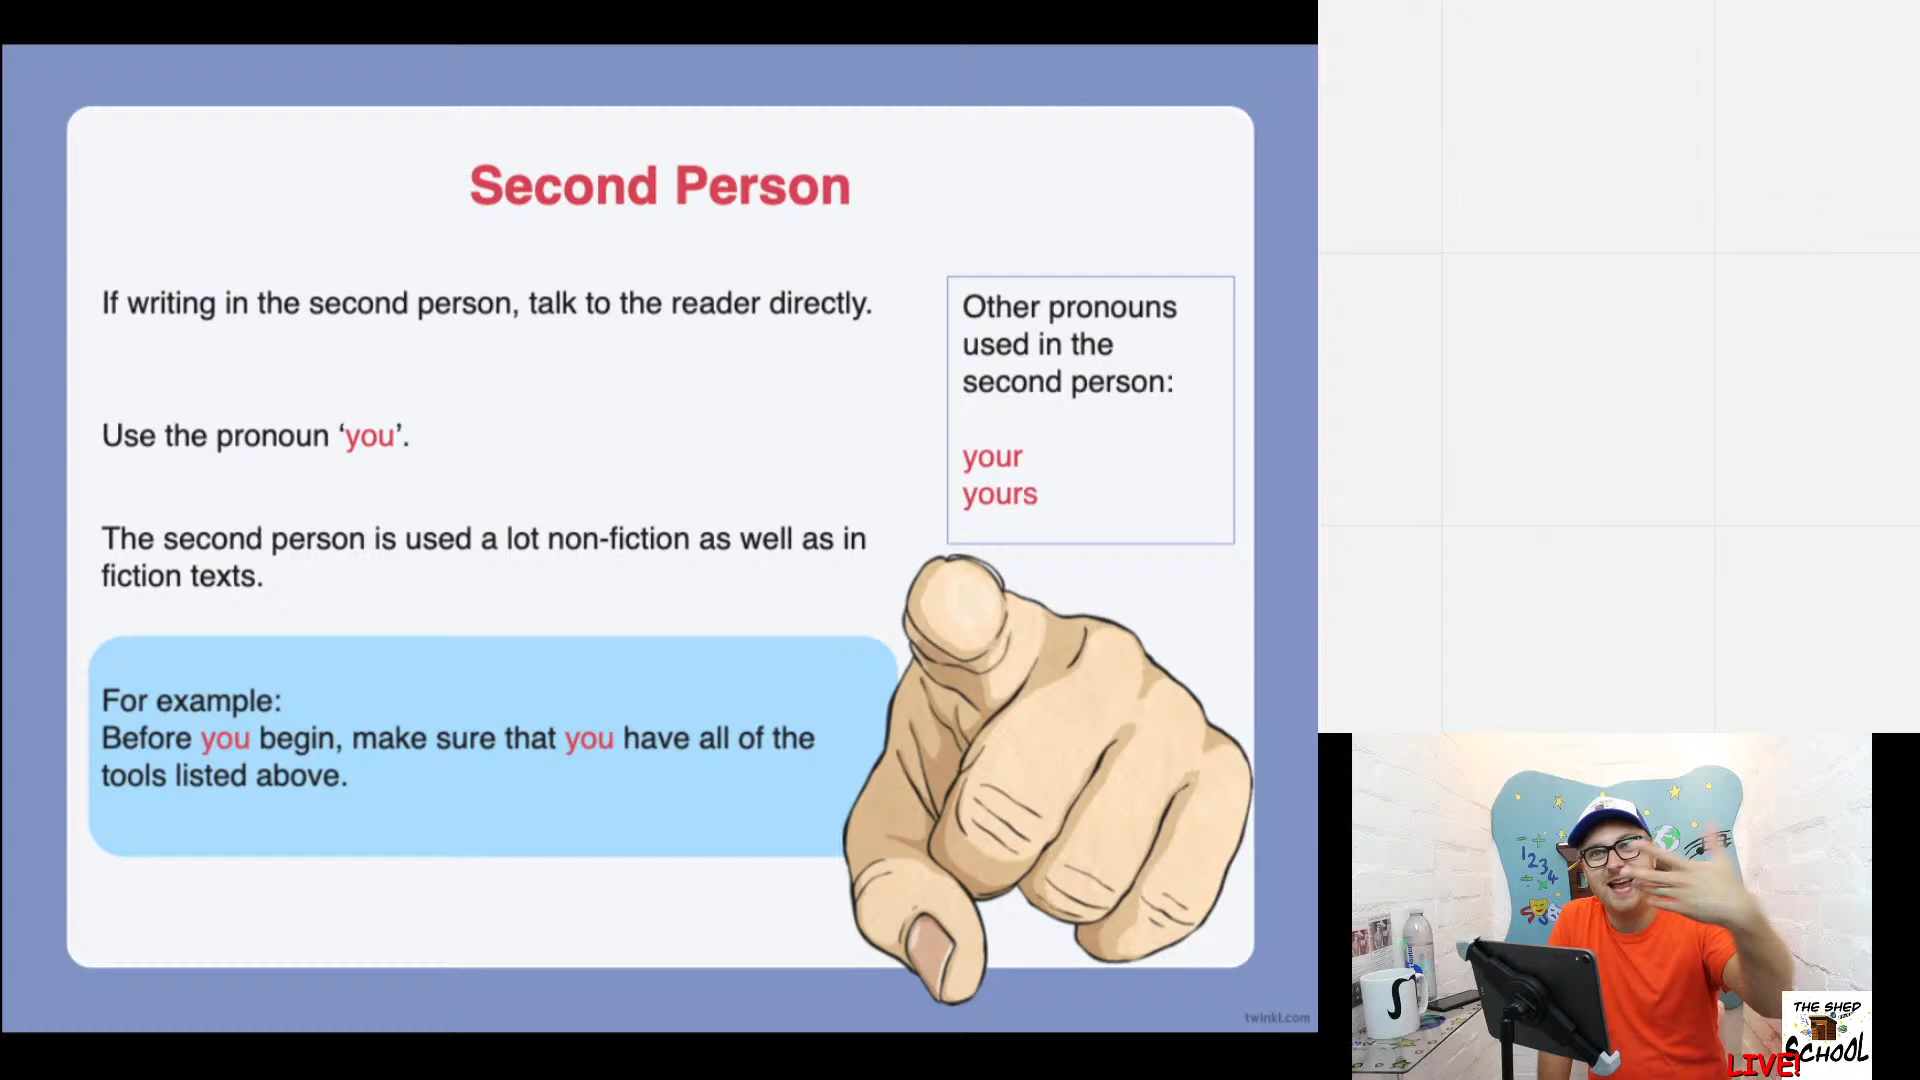 Second Person
If writing in the second person, talk to the reader directly.
Use the pronoun ‘you’.
The second person is used a lot non-fiction as well as in
fiction texts.
For example:
Before you begin, make sure that you have all of the
tools listed above.
Other pronouns
used in the
second person:
your
yours
twinkl.com
123
4
S
THE SHED
SCHOOL
LIVE!